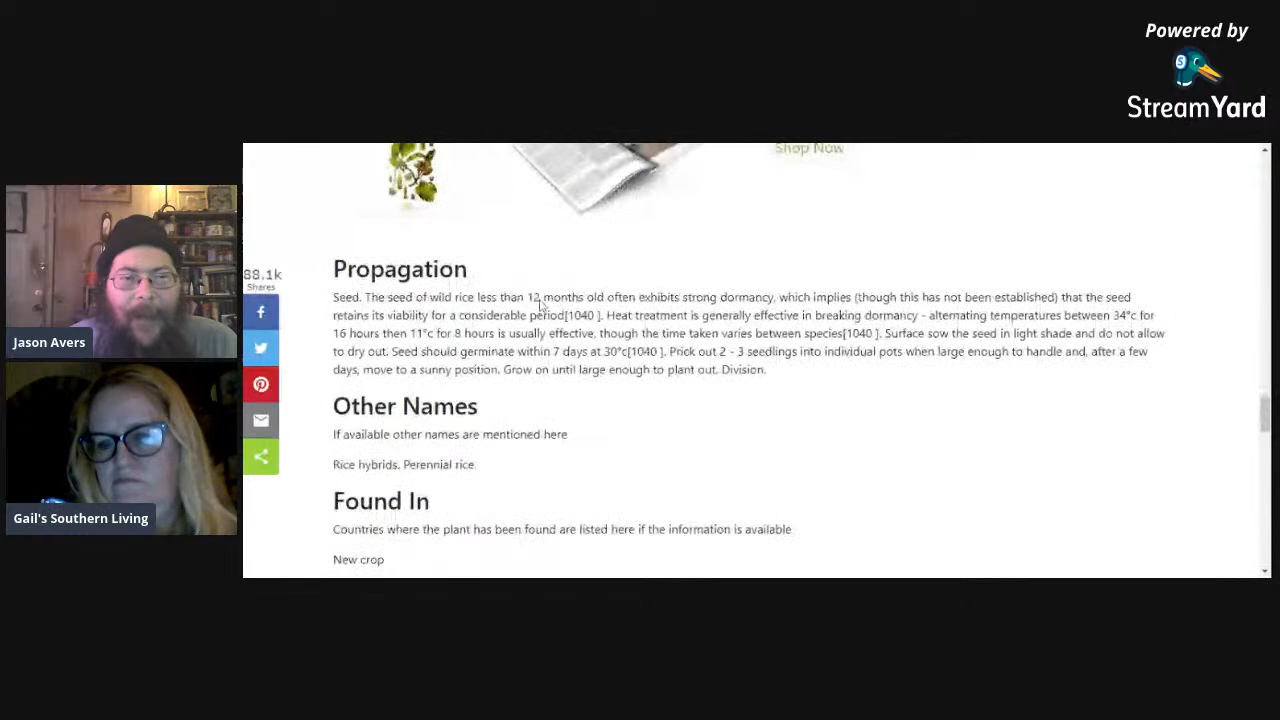 Powered by
StreamYard
Shop Now
Propagation
88.1k
Shares
Seed. The seed of wild rice less than 12 months old often exhibits strong dormancy, which implies (though this has not been established) that the seed
retains its viability for a considerable period[1040 ]. Heat treatment is generally effective in breaking dormancy - alternating temperatures between 34°c for
16 hours then 11°c for 8 hours is usually effective, though the time taken varies between species[1040 ]. Surface sow the seed in light shade and do not allow
to dry out. Seed should germinate within 7 days at 30°c[1040 ]. Prick out 2 - 3 seedlings into individual pots when large enough to handle and, after a few
days, move to a sunny position. Grow on until large enough to plant out. Division.
Jason Avers
Other Names
If available other names are mentioned here
Rice hybrids, Perennial rice.
Found In
Gail's Southern Living
Countries where the plant has been found are listed here if the information is available
New crop